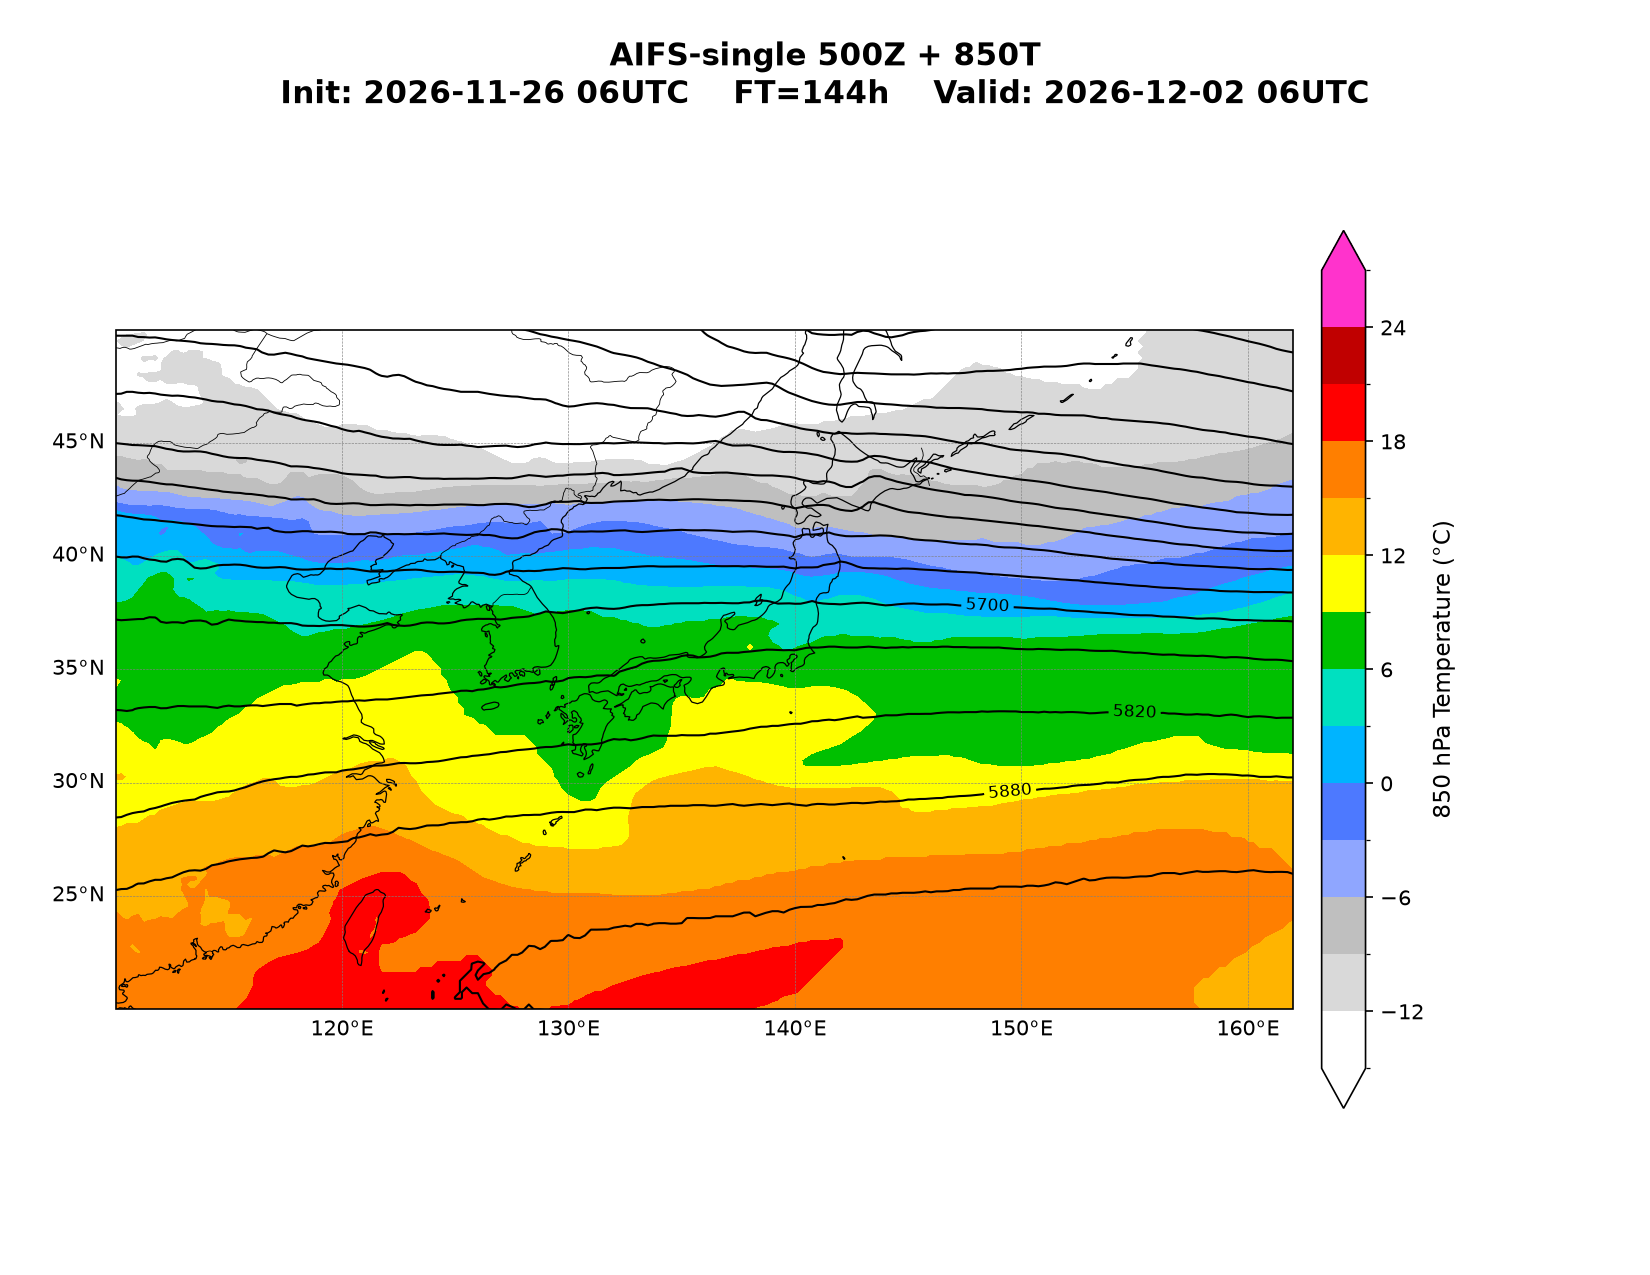 AIFS-single 500Z + 850T
Init: 2026-11-26 06UTC FT=144h Valid: 2026-12-02 06UTC
45°N
40°N
35°N
30°N
25°N
120°E
130°E
140°E
150°E
160°E
5700
5820
5880
24
18
12
6
0
−6
−12
850 hPa Temperature (°C)